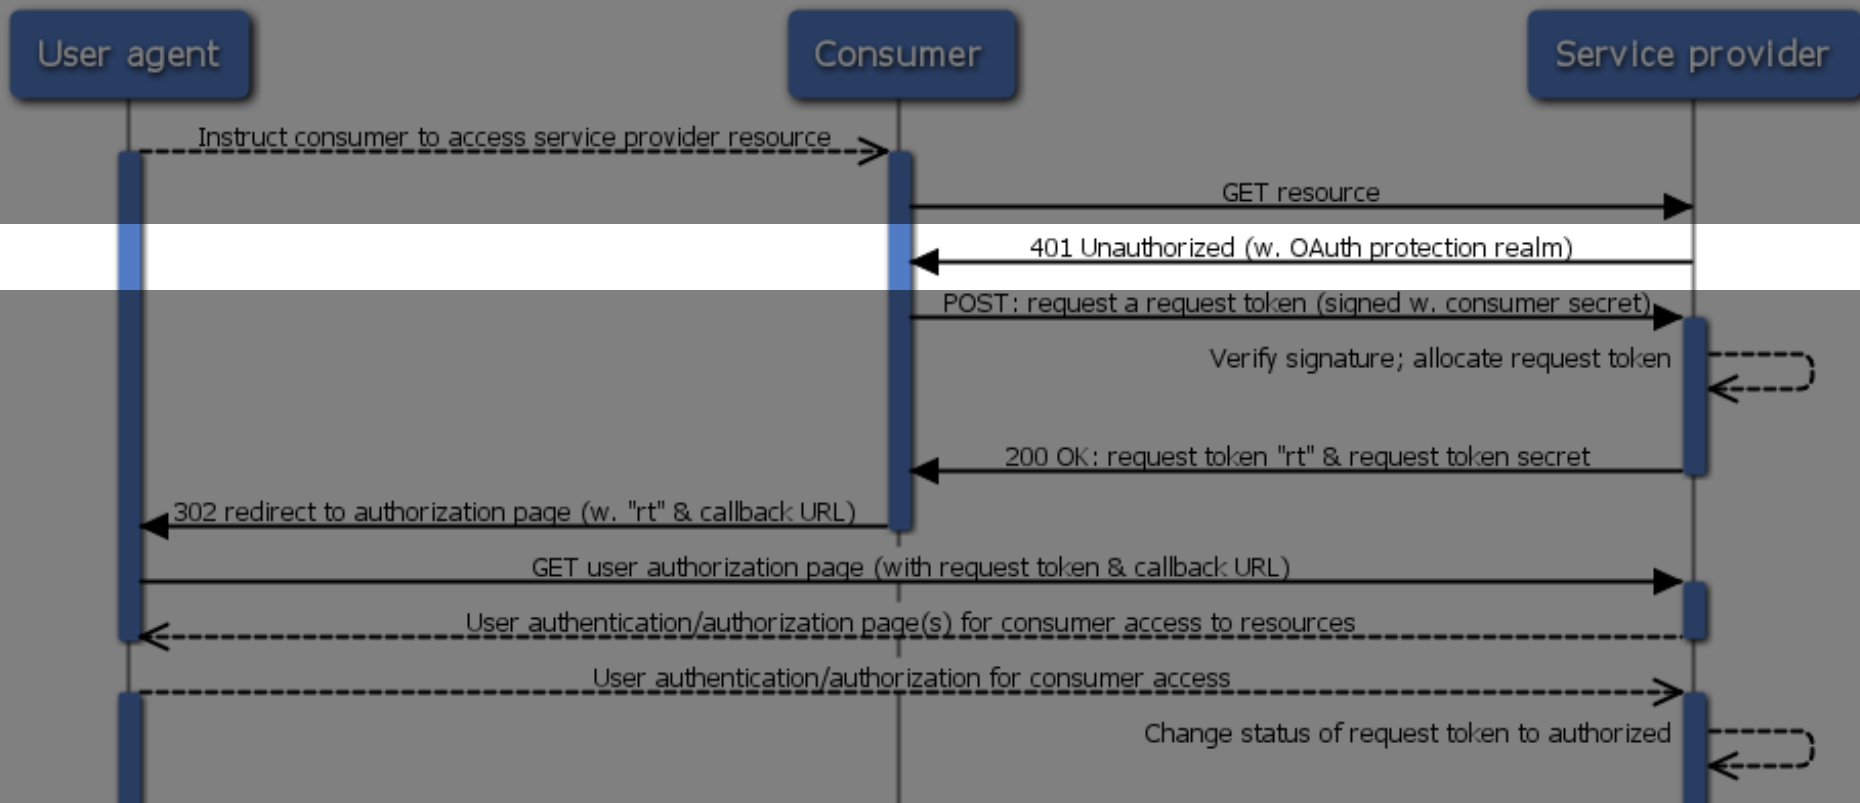 User agent
Consumer
Service provider
Instruct consumer to access service provider resource
GET resource
401 Unauthorized (w. OAuth protection realm)
POST: request a request token (signed w. consumer secret)
Verify signature; allocate request token
200 OK: request token "rt" & request token secret
302 redirect to authorization page (w. "rt" & callback URL)
GET user authorization page (with request token & callback URL)
User authentication/authorization page(s) for consumer access to resources
User authentication/authorization for consumer access
Change status of request token to authorized